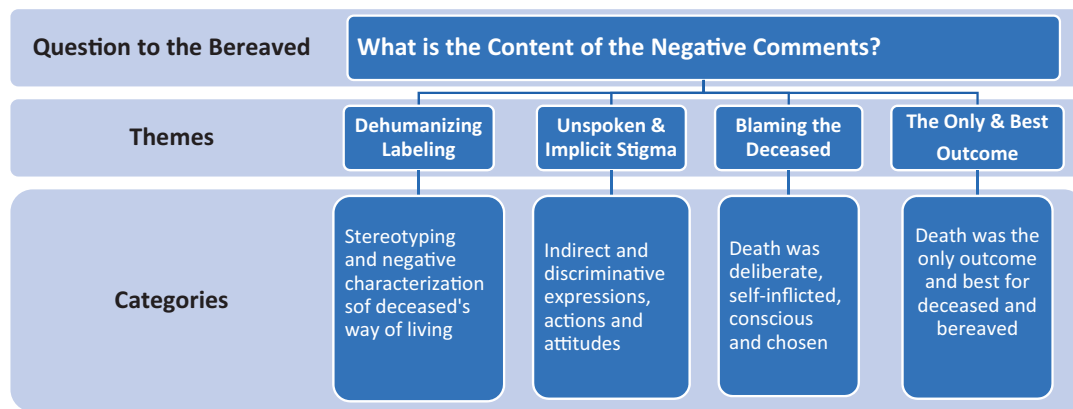 Question to the Bereaved
What is the Content of the Negative Comments?
Themes
Dehumanizing
Labeling
Unspoken &
Implicit Stigma
Blaming the
Deceased
The Only & Best
Outcome
Categories
Stereotyping
and negative
characterization
sof deceased's
way of living
Indirect and
discriminative
expressions,
actions and
attitudes
Death was
deliberate,
self-inflicted,
conscious
and chosen
Death was the
only outcome
and best for
deceased and
bereaved